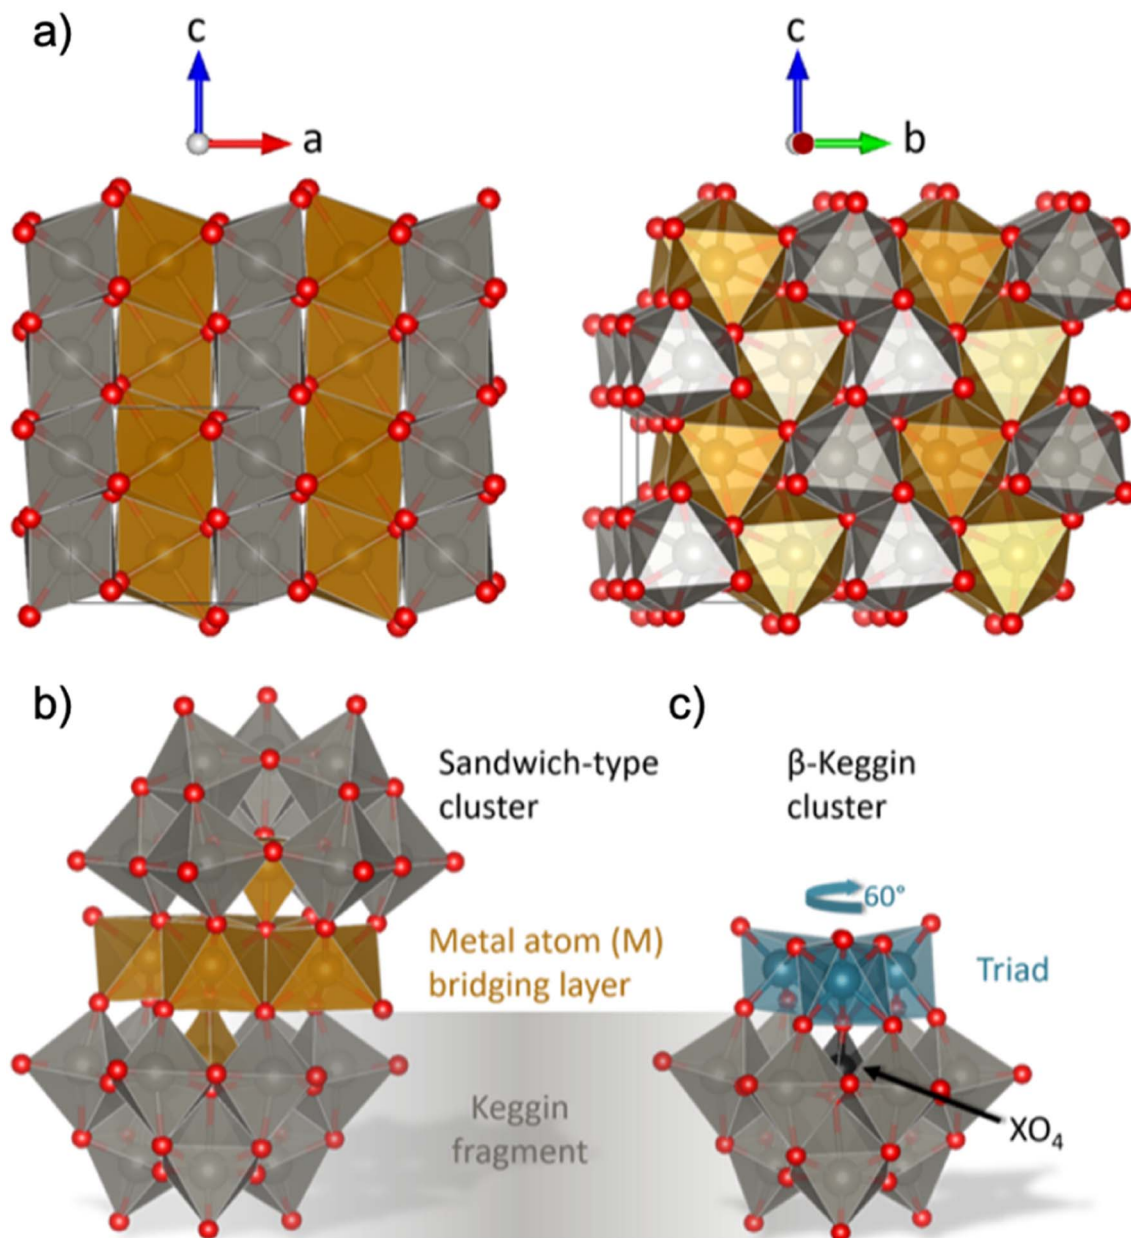 a)
c
a
c
b
b)
Sandwich-type
cluster
Metal atom (M)
bridging layer
Keggin
fragment
c)
β-Keggin
cluster
60°
Triad
XO₄